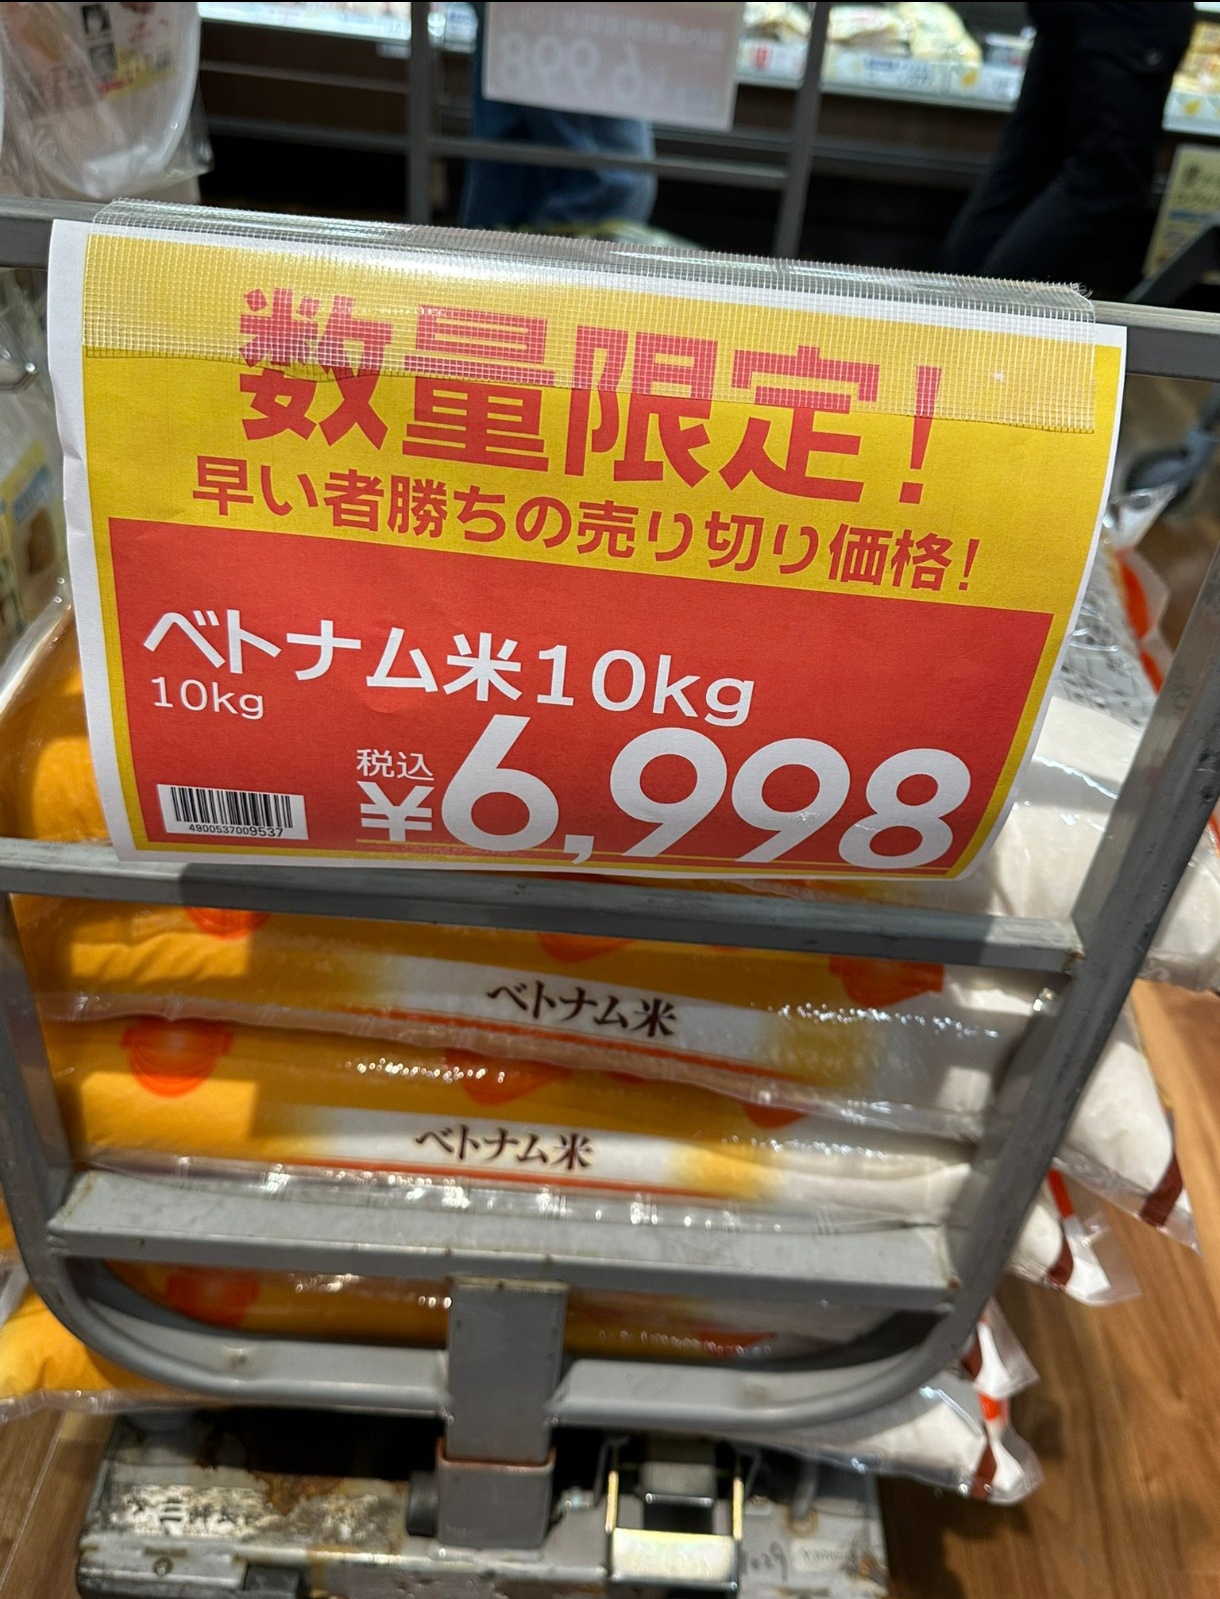 数量限定!
早い者勝ちの売り切り価格!
ベトナム米10kg
10kg
税込
¥6,998
4900537009537
ベトナム米
ベトナム米